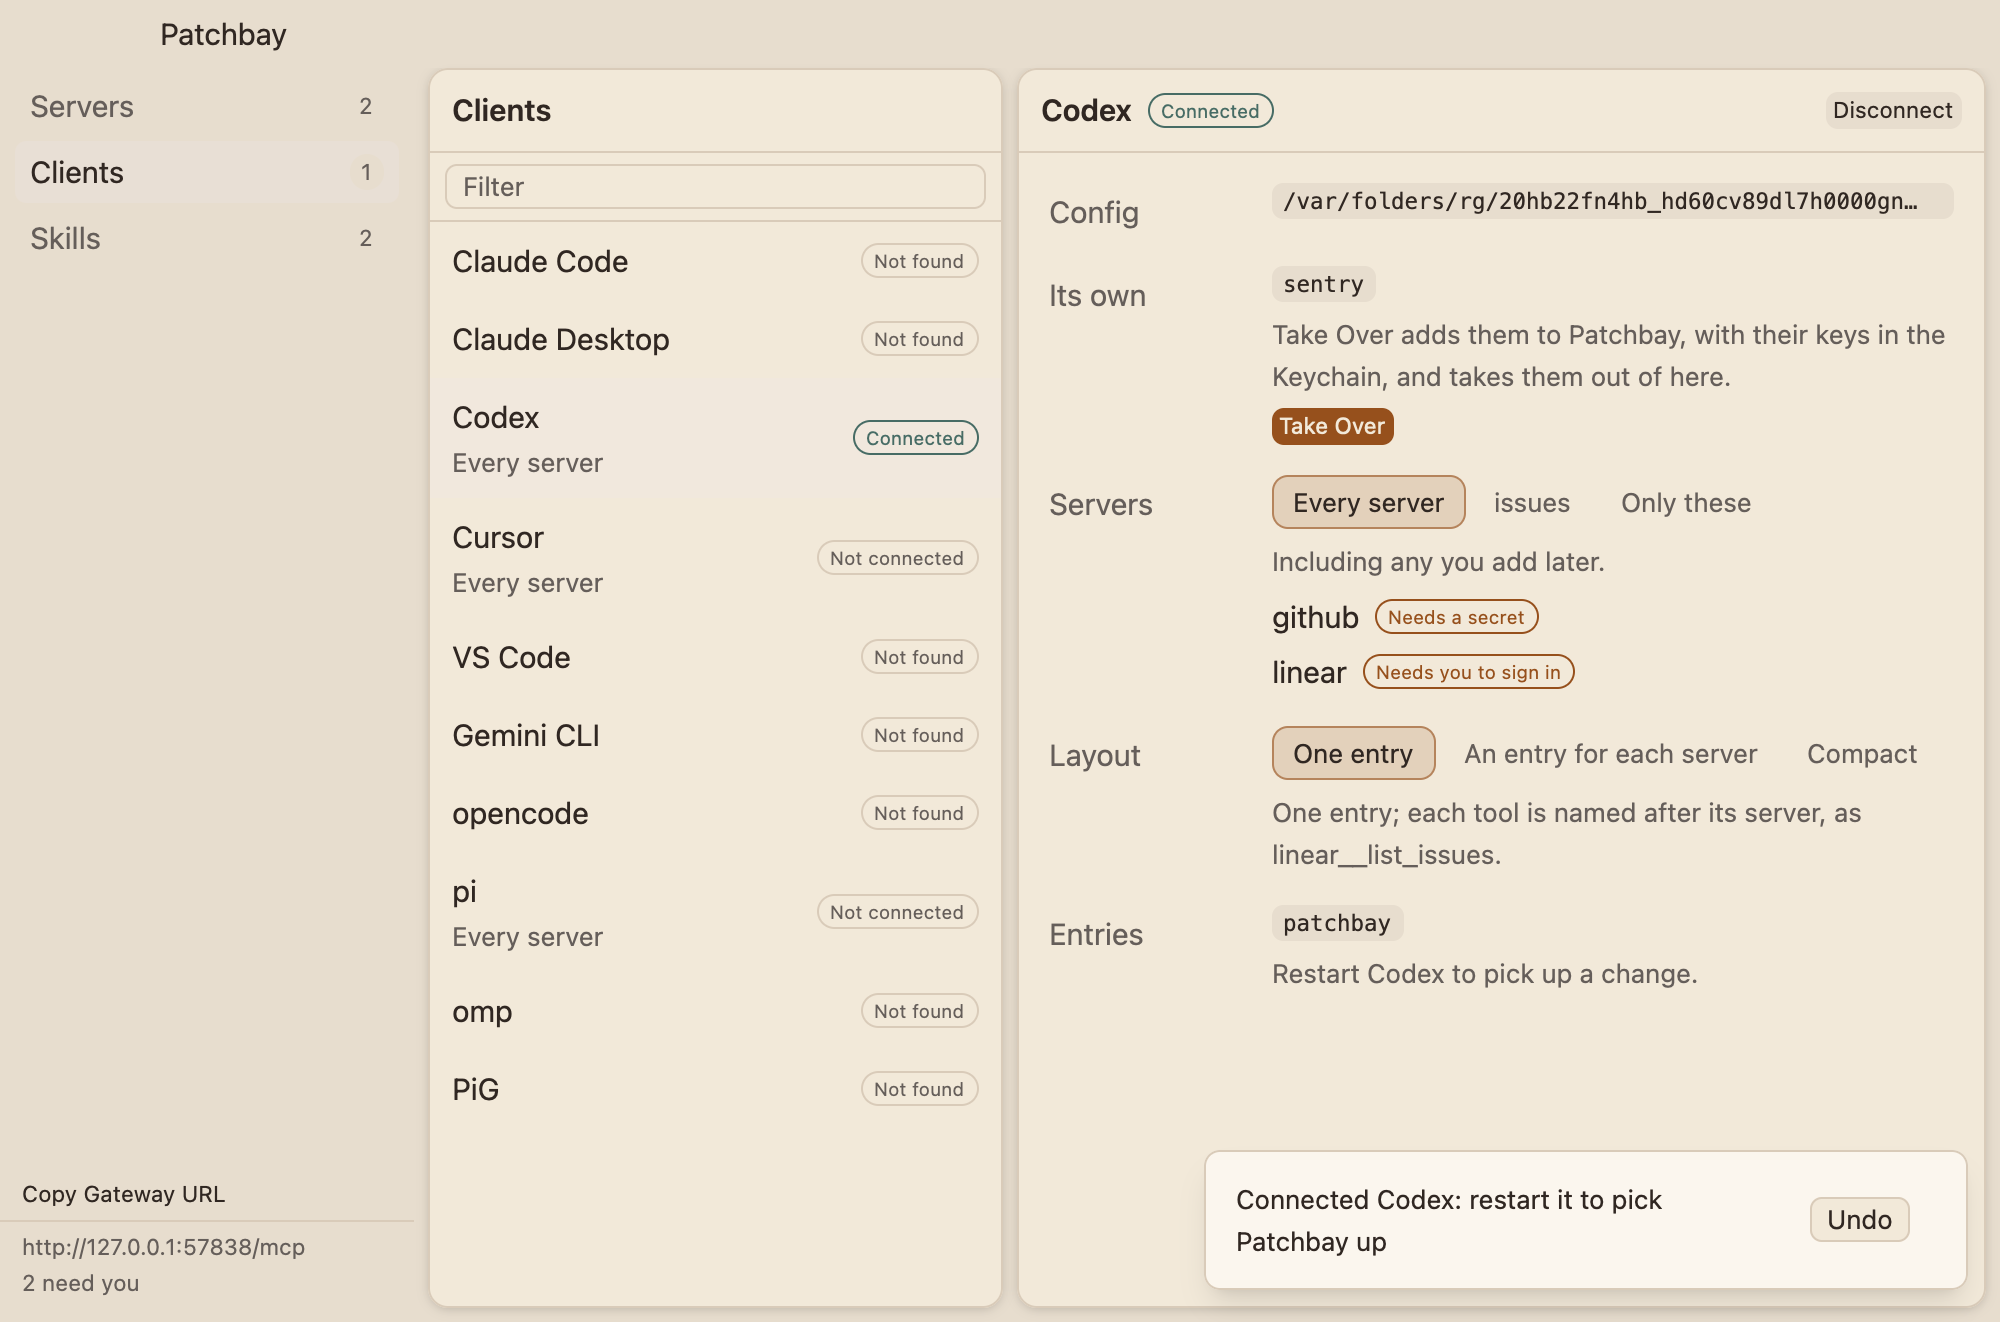 Patchbay
Servers 2
Clients 1
Skills 2
Copy Gateway URL
http://127.0.0.1:57838/mcp
2 need you
Clients
Filter
Claude Code Not found
Claude Desktop Not found
Codex Connected
Every server
Cursor Not connected
Every server
VS Code Not found
Gemini CLI Not found
opencode Not found
pi Not connected
Every server
omp Not found
PiG Not found
Codex Connected Disconnect
Config /var/folders/rg/20hb22fn4hb_hd60cv89dl7h0000gn…
Its own sentry
Take Over adds them to Patchbay, with their keys in the
Keychain, and takes them out of here.
Take Over
Servers Every server issues Only these
Including any you add later.
github Needs a secret
linear Needs you to sign in
Layout One entry An entry for each server Compact
One entry; each tool is named after its server, as
linear__list_issues.
Entries patchbay
Restart Codex to pick up a change.
Connected Codex: restart it to pick
Patchbay up
Undo